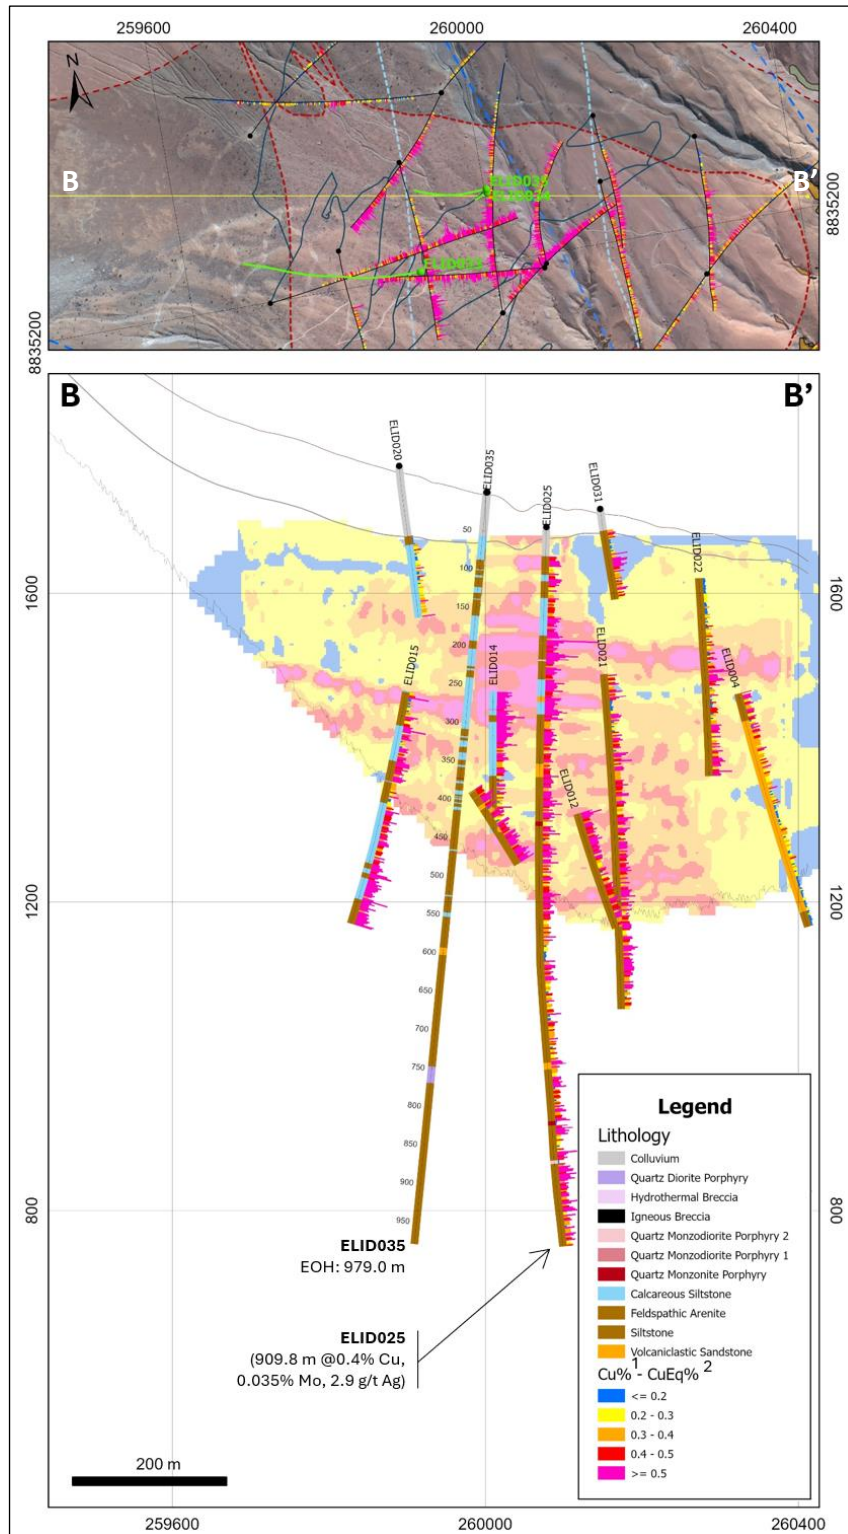 259600 260000 260400
N
B B'
ELID035
ELID014
ELID033
8835200
8835200
B B'
ELID020
ELID035
ELID025
ELID031
ELID022
ELID004
ELID021
ELID014
ELID015
ELID012
50
100
150
200
250
300
350
400
450
500
550
600
650
700
750
800
850
900
950
1600 1600
1200 1200
800 800
ELID035
EOH: 979.0 m
ELID025
(909.8 m @0.4% Cu,
0.035% Mo, 2.9 g/t Ag)
200 m
Legend
Lithology
Colluvium
Quartz Diorite Porphyry
Hydrothermal Breccia
Igneous Breccia
Quartz Monzodiorite Porphyry 2
Quartz Monzodiorite Porphyry 1
Quartz Monzonite Porphyry
Calcareous Siltstone
Feldspathic Arenite
Siltstone
Volcaniclastic Sandstone
Cu% 1 - CuEq% 2
<= 0.2
0.2 - 0.3
0.3 - 0.4
0.4 - 0.5
>= 0.5
259600 260000 260400